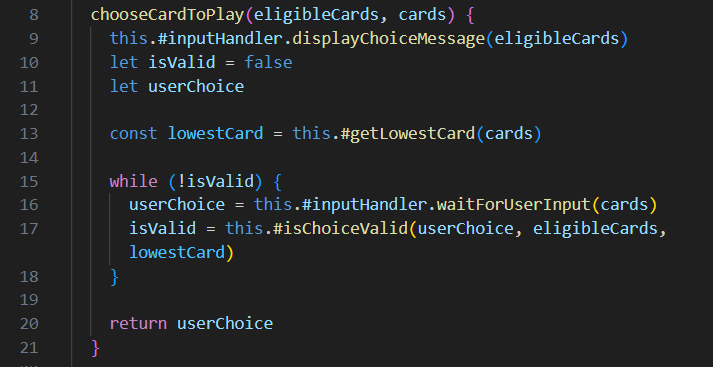 8 chooseCardToPlay(eligibleCards, cards) {
9 this.#inputHandler.displayChoiceMessage(eligibleCards)
10 let isValid = false
11 let userChoice
12
13 const lowestCard = this.#getLowestCard(cards)
14
15 while (!isValid) {
16 userChoice = this.#inputHandler.waitForUserInput(cards)
17 isValid = this.#isChoiceValid(userChoice, eligibleCards,
lowestCard)
18 }
19
20 return userChoice
21 }